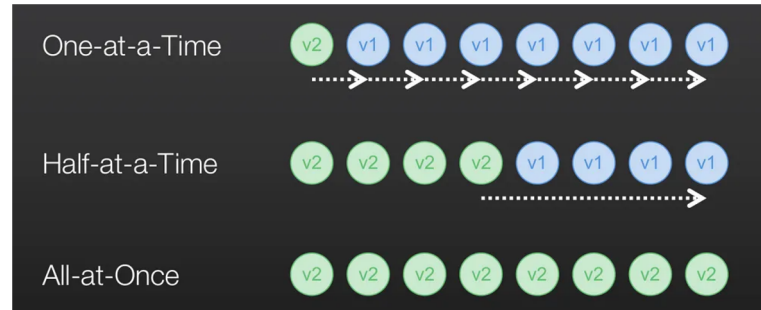 One-at-a-Time v2 v1 v1 v1 v1 v1 v1 v1
Half-at-a-Time v2 v2 v2 v2 v1 v1 v1 v1
All-at-Once v2 v2 v2 v2 v2 v2 v2 v2